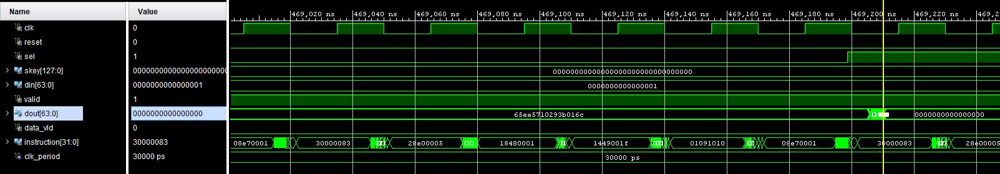 Name Value
469,020 ns 469,040 ns 469,060 ns 469,080 ns 469,100 ns 469,120 ns 469,140 ns 469,160 ns 469,180 ns 469,200 ns 469,220 ns 469,2
clk 0
reset 0
sel 1
skey[127:0] 00000000000000000000000 00000000000000000000000000000000
din[63:0] 0000000000000001 0000000000000001
valid 1
dout[63:0] 0000000000000000 65ee5710293b016c 0000000000000000
data_vld 0
instruction[31:0] 30000083 08e70001 30000083 28e00005 18480001 1449001f 01091010 08e70001 30000083 28e00005
clk_period 30000 ps 30000 ps